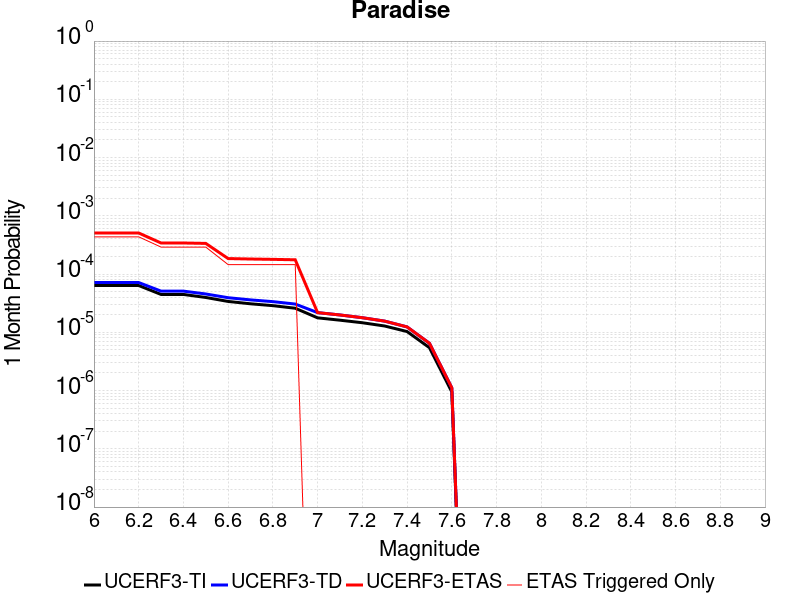 Paradise
1 Month Probability
10^0
10^-1
10^-2
10^-3
10^-4
10^-5
10^-6
10^-7
10^-8
6 6.2 6.4 6.6 6.8 7 7.2 7.4 7.6 7.8 8 8.2 8.4 8.6 8.8 9
Magnitude
UCERF3-TI UCERF3-TD UCERF3-ETAS ETAS Triggered Only